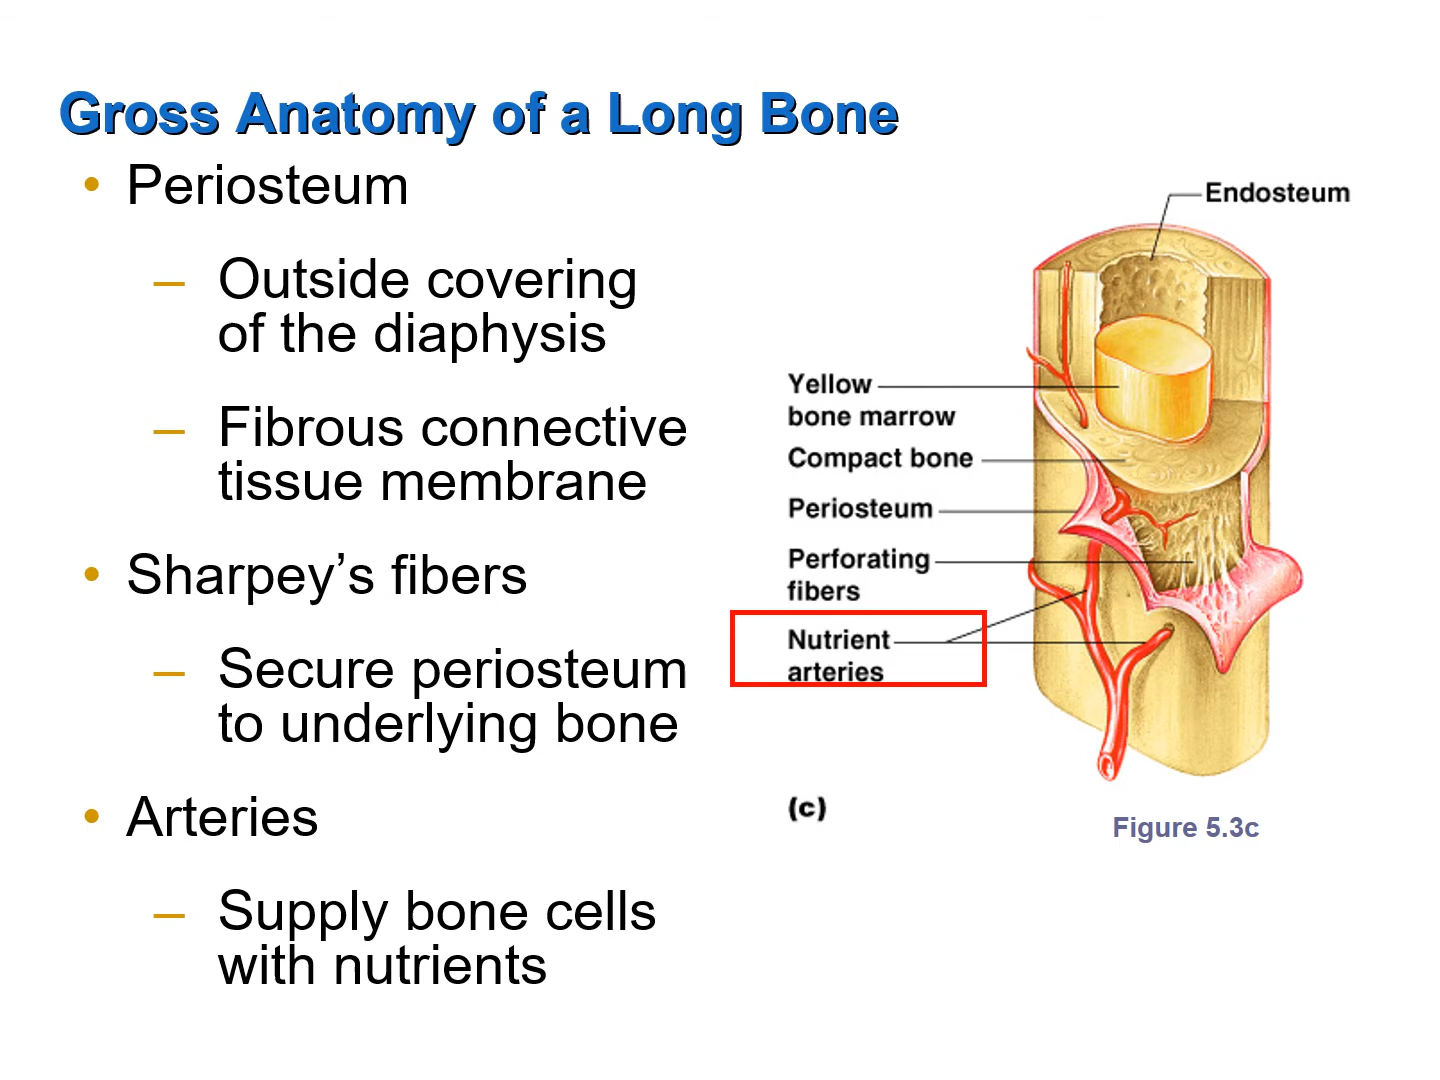 Gross Anatomy of a Long Bone
• Periosteum
– Outside covering
of the diaphysis
– Fibrous connective
tissue membrane
• Sharpey’s fibers
– Secure periosteum
to underlying bone
• Arteries
– Supply bone cells
with nutrients
Endosteum
Yellow
bone marrow
Compact bone
Periosteum
Perforating
fibers
Nutrient
arteries
(c)
Figure 5.3c